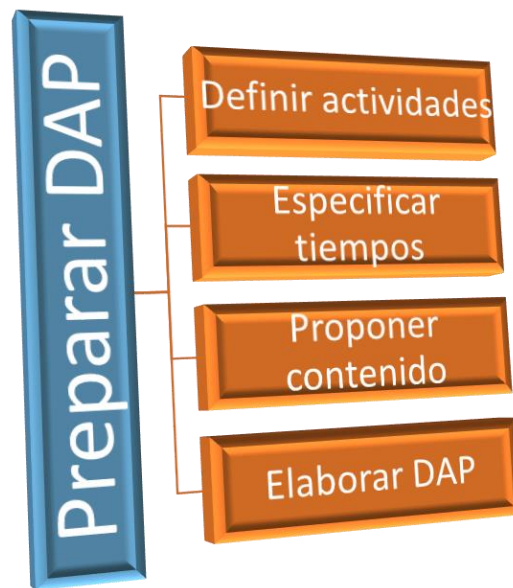 Preparar DAP
Definir actividades
Especificar
tiempos
Proponer
contenido
Elaborar DAP